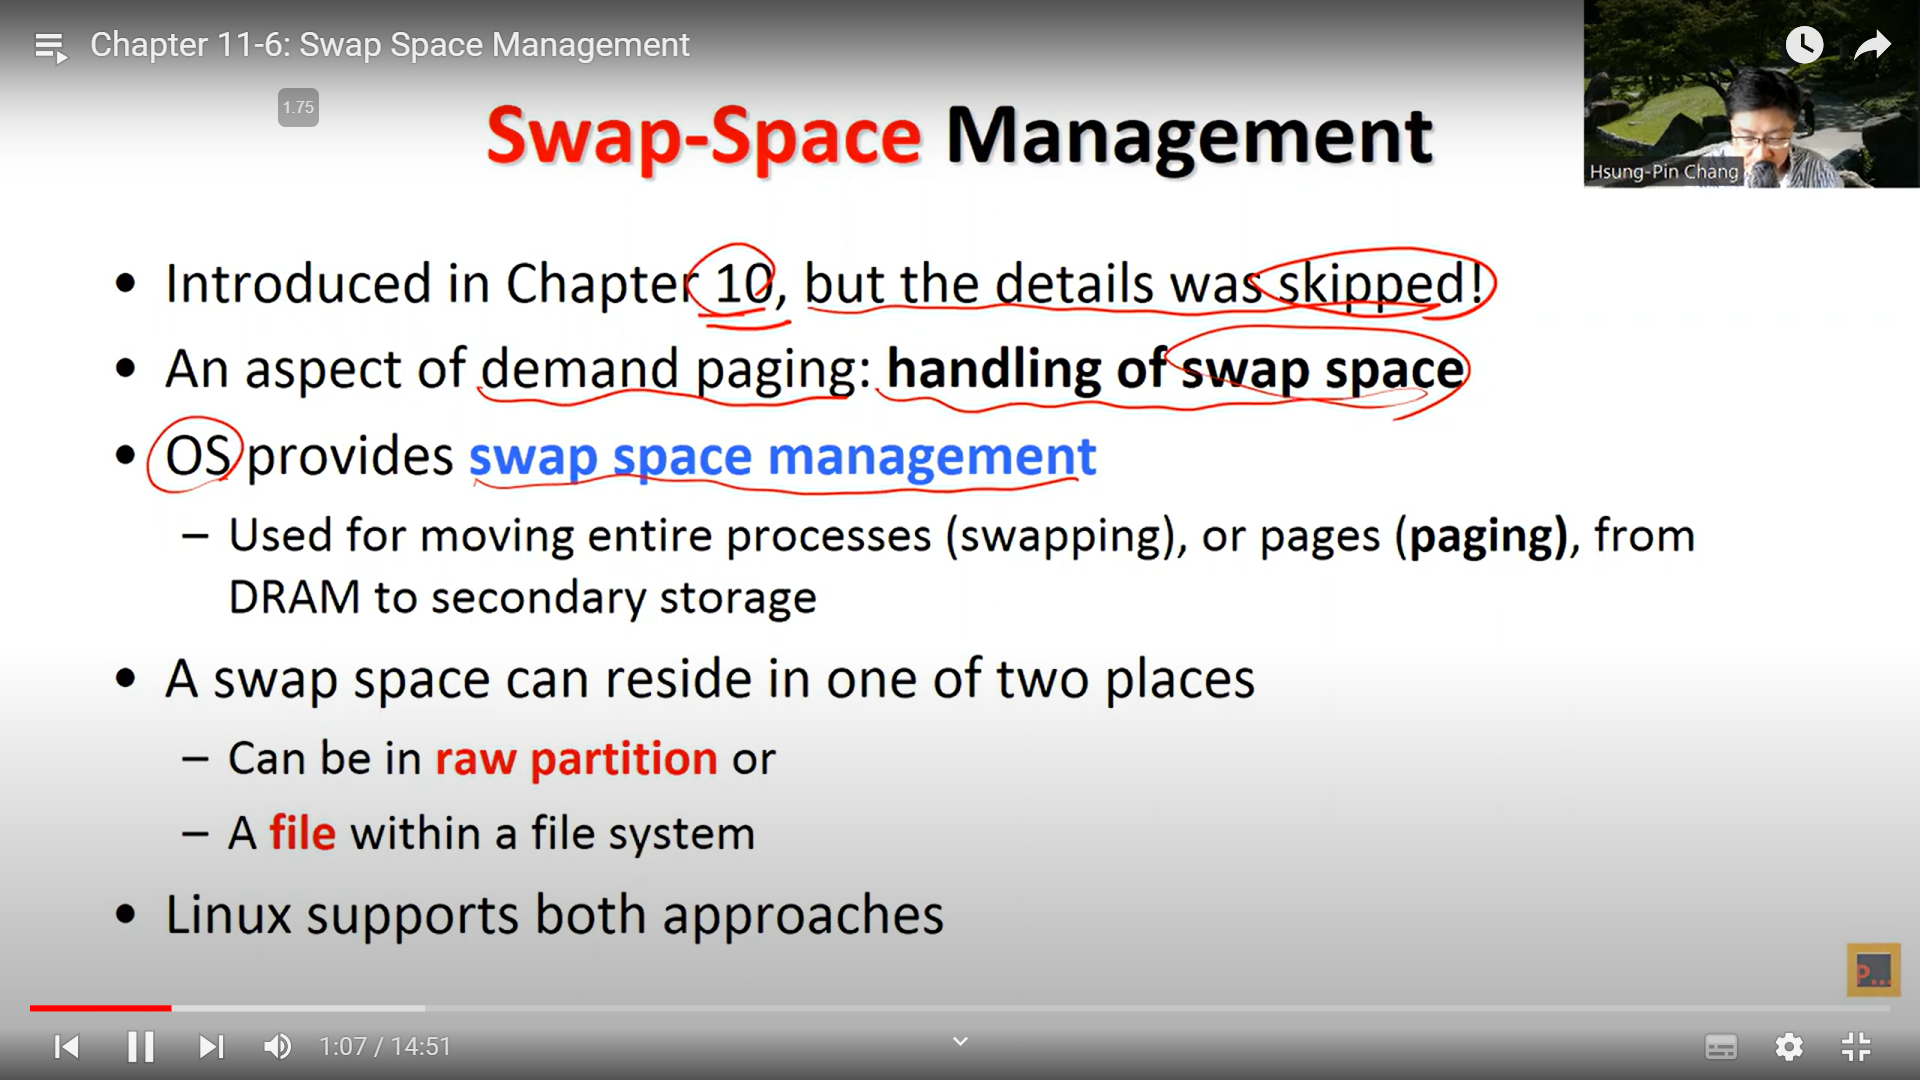 Chapter 11-6: Swap Space Management
1.75
Swap-Space Management
Hsung-Pin Chang
• Introduced in Chapter 10, but the details was skipped!
• An aspect of demand paging: handling of swap space
• OS provides swap space management
– Used for moving entire processes (swapping), or pages (paging), from
DRAM to secondary storage
• A swap space can reside in one of two places
– Can be in raw partition or
– A file within a file system
• Linux supports both approaches
P...
1:07 / 14:51